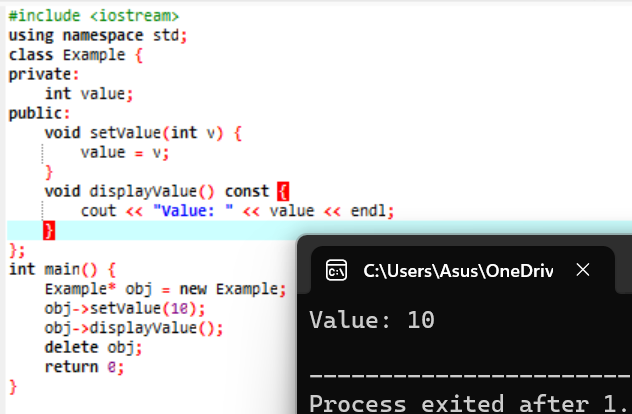 #include <iostream>
using namespace std;
class Example {
private:
    int value;
public:
    void setValue(int v) {
        value = v;
    }
    void displayValue() const {
        cout << "Value: " << value << endl;
    }
};
int main() {
    Example* obj = new Example;
    obj->setValue(10);
    obj->displayValue();
    delete obj;
    return 0;
}
C:\Users\Asus\OneDriv
Value: 10
--------------------
Process exited after 1.